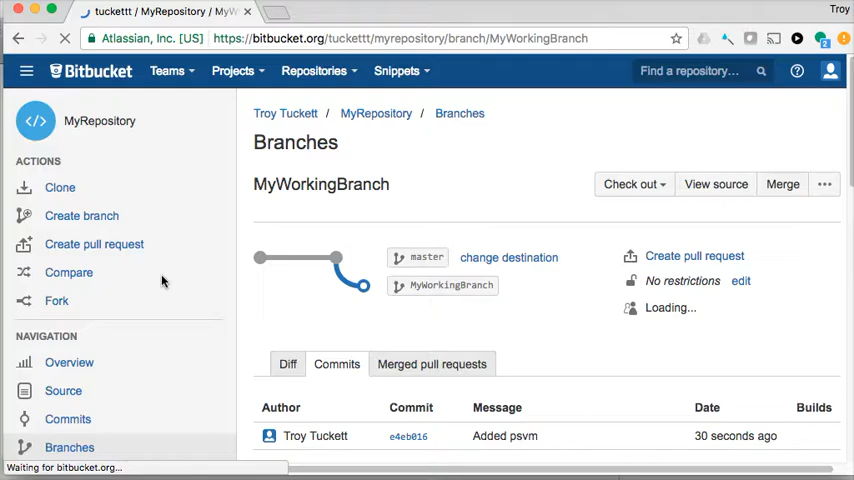 tuckettt / MyRepository / MyW
Troy
Atlassian, Inc. [US]
https://bitbucket.org/tuckettt/myrepository/branch/MyWorkingBranch
2
Bitbucket
Teams
Projects
Repositories
Snippets
Find a repository...
</>
MyRepository
ACTIONS
Clone
Create branch
Create pull request
Compare
Fork
NAVIGATION
Overview
Source
Commits
Branches
Waiting for bitbucket.org...
Troy Tuckett / MyRepository / Branches
Branches
MyWorkingBranch
Check out
View source
Merge
master
change destination
MyWorkingBranch
Create pull request
No restrictions edit
Loading...
Diff
Commits
Merged pull requests
Author Commit Message Date Builds
Troy Tuckett e4eb016 Added psvm 30 seconds ago